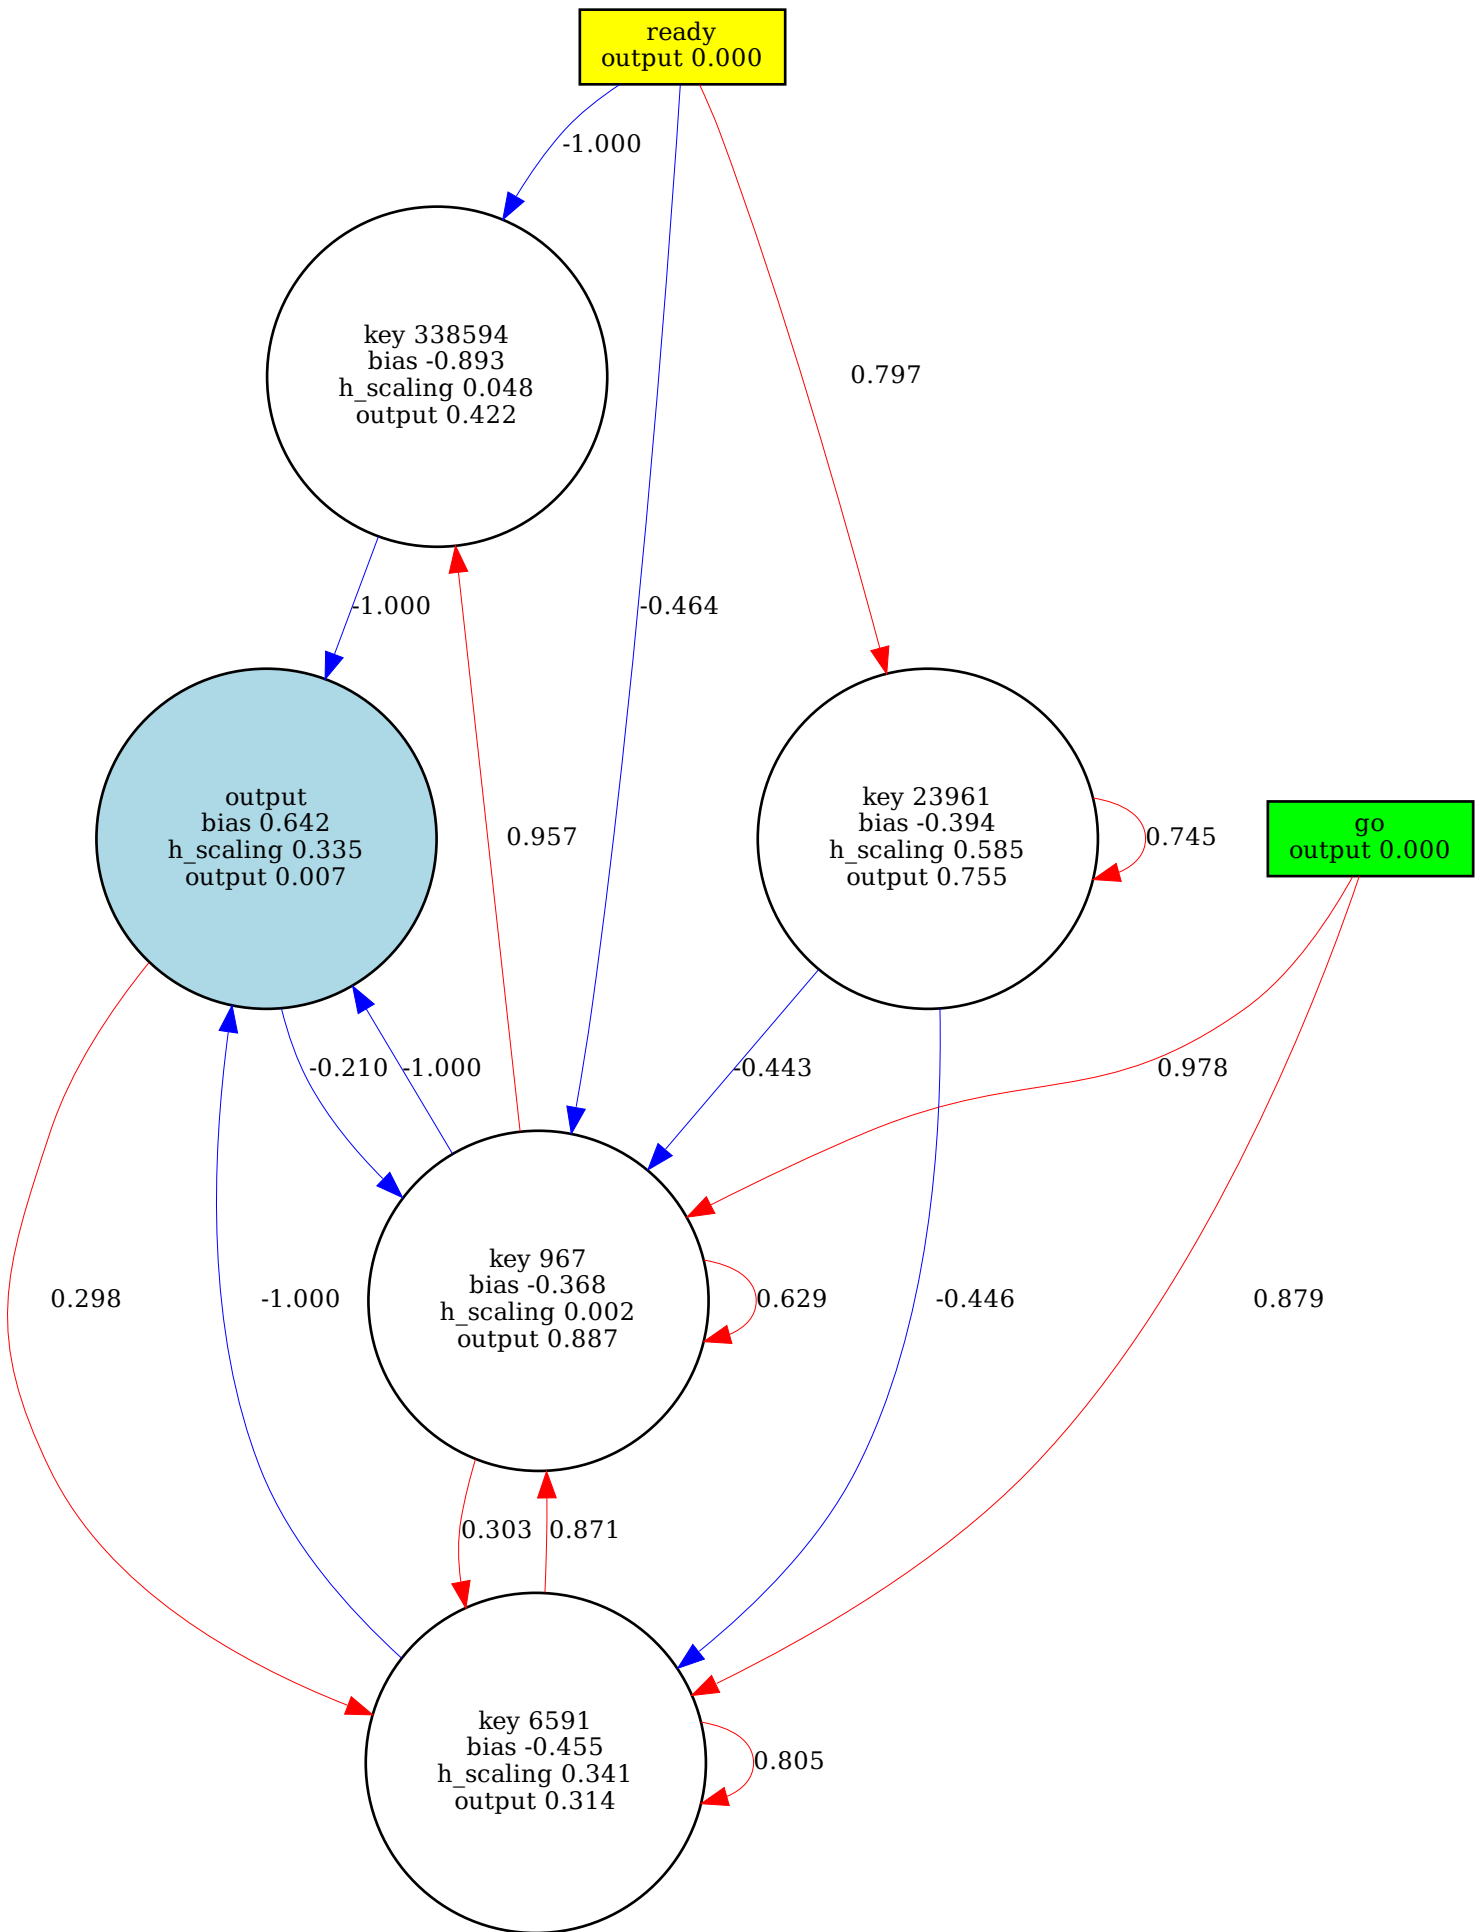 ready
output 0.000
-1.000
key 338594
bias -0.893
h_scaling 0.048
output 0.422
0.797
-1.000
-0.464
output
bias 0.642
h_scaling 0.335
output 0.007
0.957
key 23961
bias -0.394
h_scaling 0.585
output 0.755
0.745
go
output 0.000
-0.210
-1.000
-0.443
0.978
0.298
-1.000
key 967
bias -0.368
h_scaling 0.002
output 0.887
0.629
-0.446
0.879
0.303
0.871
key 6591
bias -0.455
h_scaling 0.341
output 0.314
0.805